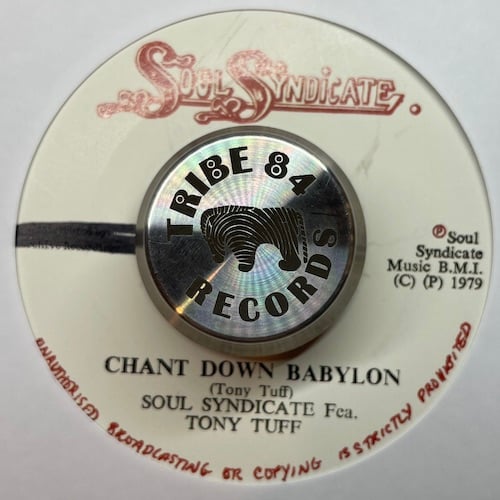 SOUL SYNDICATE.
TRIBE 84
RECORDS
℗ Soul
Syndicate
Music B.M.I.
(C) (P) 1979
CHANT DOWN BABYLON
(Tony Tuff)
SOUL SYNDICATE Fea.
TONY TUFF
UNAUTHORISED BROADCASTING OR COPYING IS STRICTLY PROHIBITED